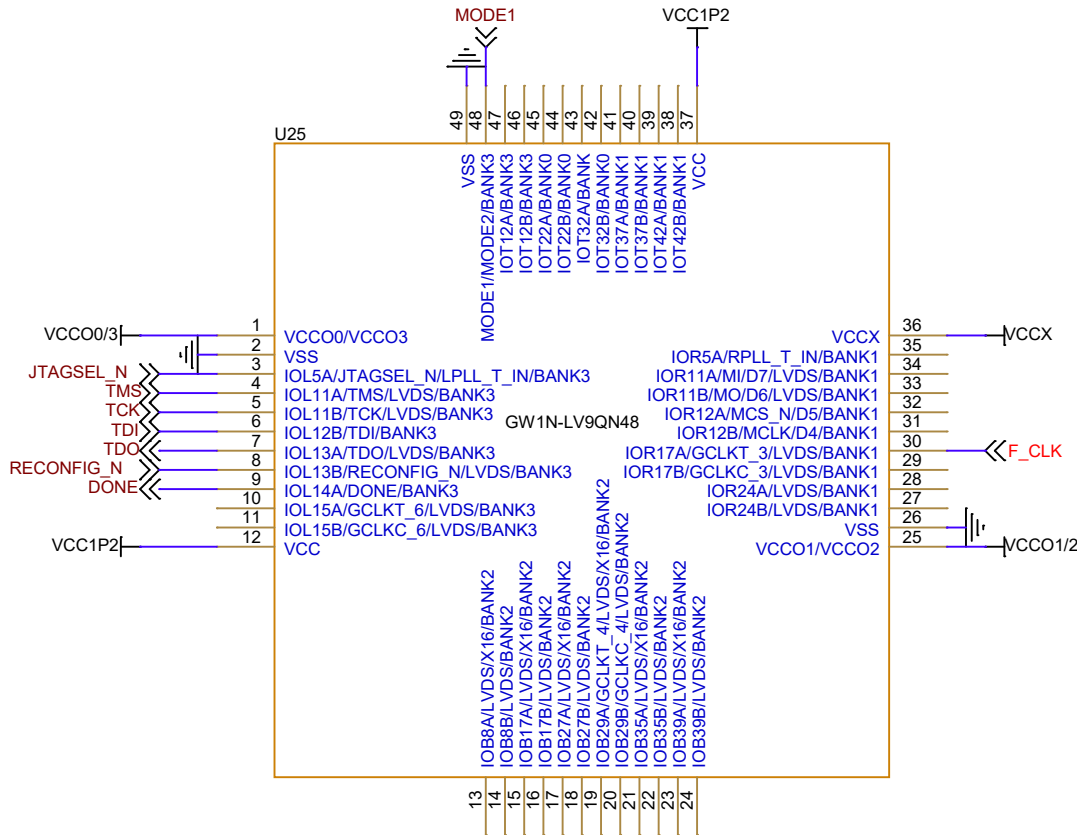 MODE1
VCC1P2
49
48
47
46
45
44
43
42
41
40
39
38
37
U25
VSS
MODE1/MODE2/BANK3
IOT12A/BANK3
IOT12B/BANK3
IOT22A/BANK0
IOT22B/BANK0
IOT32A/BANK
IOT32B/BANK0
IOT37A/BANK1
IOT37B/BANK1
IOT42A/BANK1
IOT42B/BANK1
VCC
VCCO0/3
1
VCCO0/VCCO3
2
VSS
JTAGSEL_N
3
IOL5A/JTAGSEL_N/LPLL_T_IN/BANK3
TMS
4
IOL11A/TMS/LVDS/BANK3
TCK
5
IOL11B/TCK/LVDS/BANK3
TDI
6
IOL12B/TDI/BANK3
TDO
7
IOL13A/TDO/LVDS/BANK3
RECONFIG_N
8
IOL13B/RECONFIG_N/LVDS/BANK3
DONE
9
IOL14A/DONE/BANK3
10
IOL15A/GCLKT_6/LVDS/BANK3
11
IOL15B/GCLKC_6/LVDS/BANK3
VCC1P2
12
VCC
GW1N-LV9QN48
VCCX
36
VCCX
IOR5A/RPLL_T_IN/BANK1
35
IOR11A/MI/D7/LVDS/BANK1
34
IOR11B/MO/D6/LVDS/BANK1
33
IOR12A/MCS_N/D5/BANK1
32
IOR12B/MCLK/D4/BANK1
31
IOR17A/GCLKT_3/LVDS/BANK1
30
F_CLK
IOR17B/GCLKC_3/LVDS/BANK1
29
IOR24A/LVDS/BANK1
28
IOR24B/LVDS/BANK1
27
VSS
26
VCCO1/VCCO2
25
VCCO1/2
IOB8A/LVDS/X16/BANK2
IOB8B/LVDS/BANK2
IOB17A/LVDS/X16/BANK2
IOB17B/LVDS/BANK2
IOB27A/LVDS/X16/BANK2
IOB27B/LVDS/BANK2
IOB29A/GCLKT_4/LVDS/X16/BANK2
IOB29B/GCLKC_4/LVDS/BANK2
IOB35A/LVDS/X16/BANK2
IOB35B/LVDS/BANK2
IOB39A/LVDS/X16/BANK2
IOB39B/LVDS/BANK2
13
14
15
16
17
18
19
20
21
22
23
24